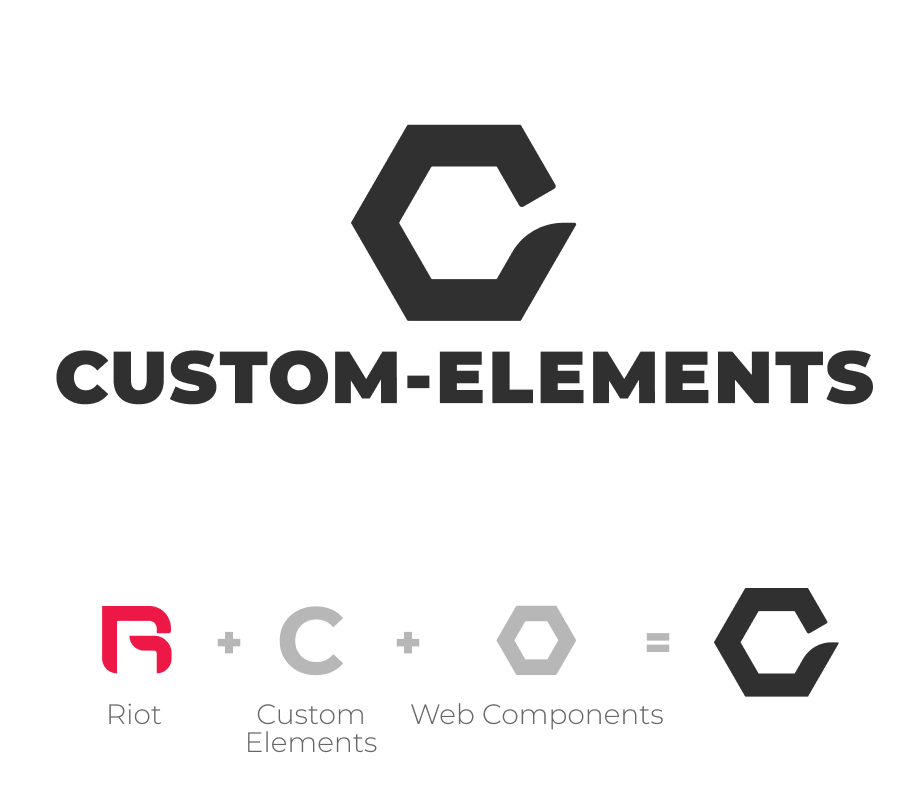 CUSTOM-ELEMENTS
R + C + =
Riot
Custom
Elements
Web Components